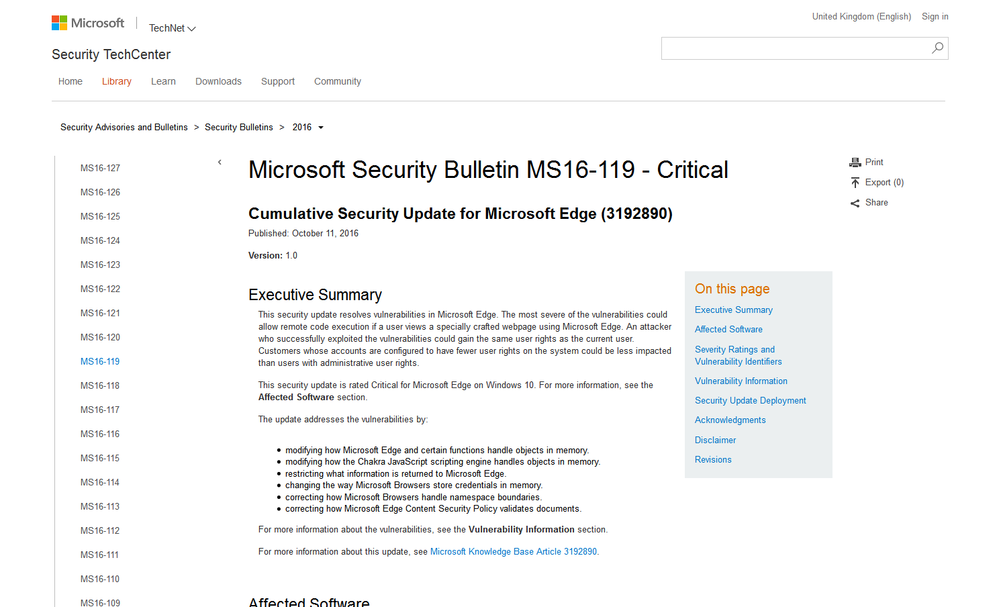 Microsoft
TechNet
United Kingdom (English) Sign in
Security TechCenter
Home Library Learn Downloads Support Community
Security Advisories and Bulletins > Security Bulletins > 2016
MS16-127
MS16-126
MS16-125
MS16-124
MS16-123
MS16-122
MS16-121
MS16-120
MS16-119
MS16-118
MS16-117
MS16-116
MS16-115
MS16-114
MS16-113
MS16-112
MS16-111
MS16-110
MS16-109
Microsoft Security Bulletin MS16-119 - Critical
Cumulative Security Update for Microsoft Edge (3192890)
Published: October 11, 2016
Version: 1.0
Executive Summary
This security update resolves vulnerabilities in Microsoft Edge. The most severe of the vulnerabilities could
allow remote code execution if a user views a specially crafted webpage using Microsoft Edge. An attacker
who successfully exploited the vulnerabilities could gain the same user rights as the current user.
Customers whose accounts are configured to have fewer user rights on the system could be less impacted
than users with administrative user rights.
This security update is rated Critical for Microsoft Edge on Windows 10. For more information, see the
Affected Software section.
The update addresses the vulnerabilities by:
• modifying how Microsoft Edge and certain functions handle objects in memory.
• modifying how the Chakra JavaScript scripting engine handles objects in memory.
• restricting what information is returned to Microsoft Edge.
• changing the way Microsoft Browsers store credentials in memory.
• correcting how Microsoft Browsers handle namespace boundaries.
• correcting how Microsoft Edge Content Security Policy validates documents.
For more information about the vulnerabilities, see the Vulnerability Information section.
For more information about this update, see Microsoft Knowledge Base Article 3192890.
Affected Software
On this page
Executive Summary
Affected Software
Severity Ratings and
Vulnerability Identifiers
Vulnerability Information
Security Update Deployment
Acknowledgments
Disclaimer
Revisions
Print
Export (0)
Share